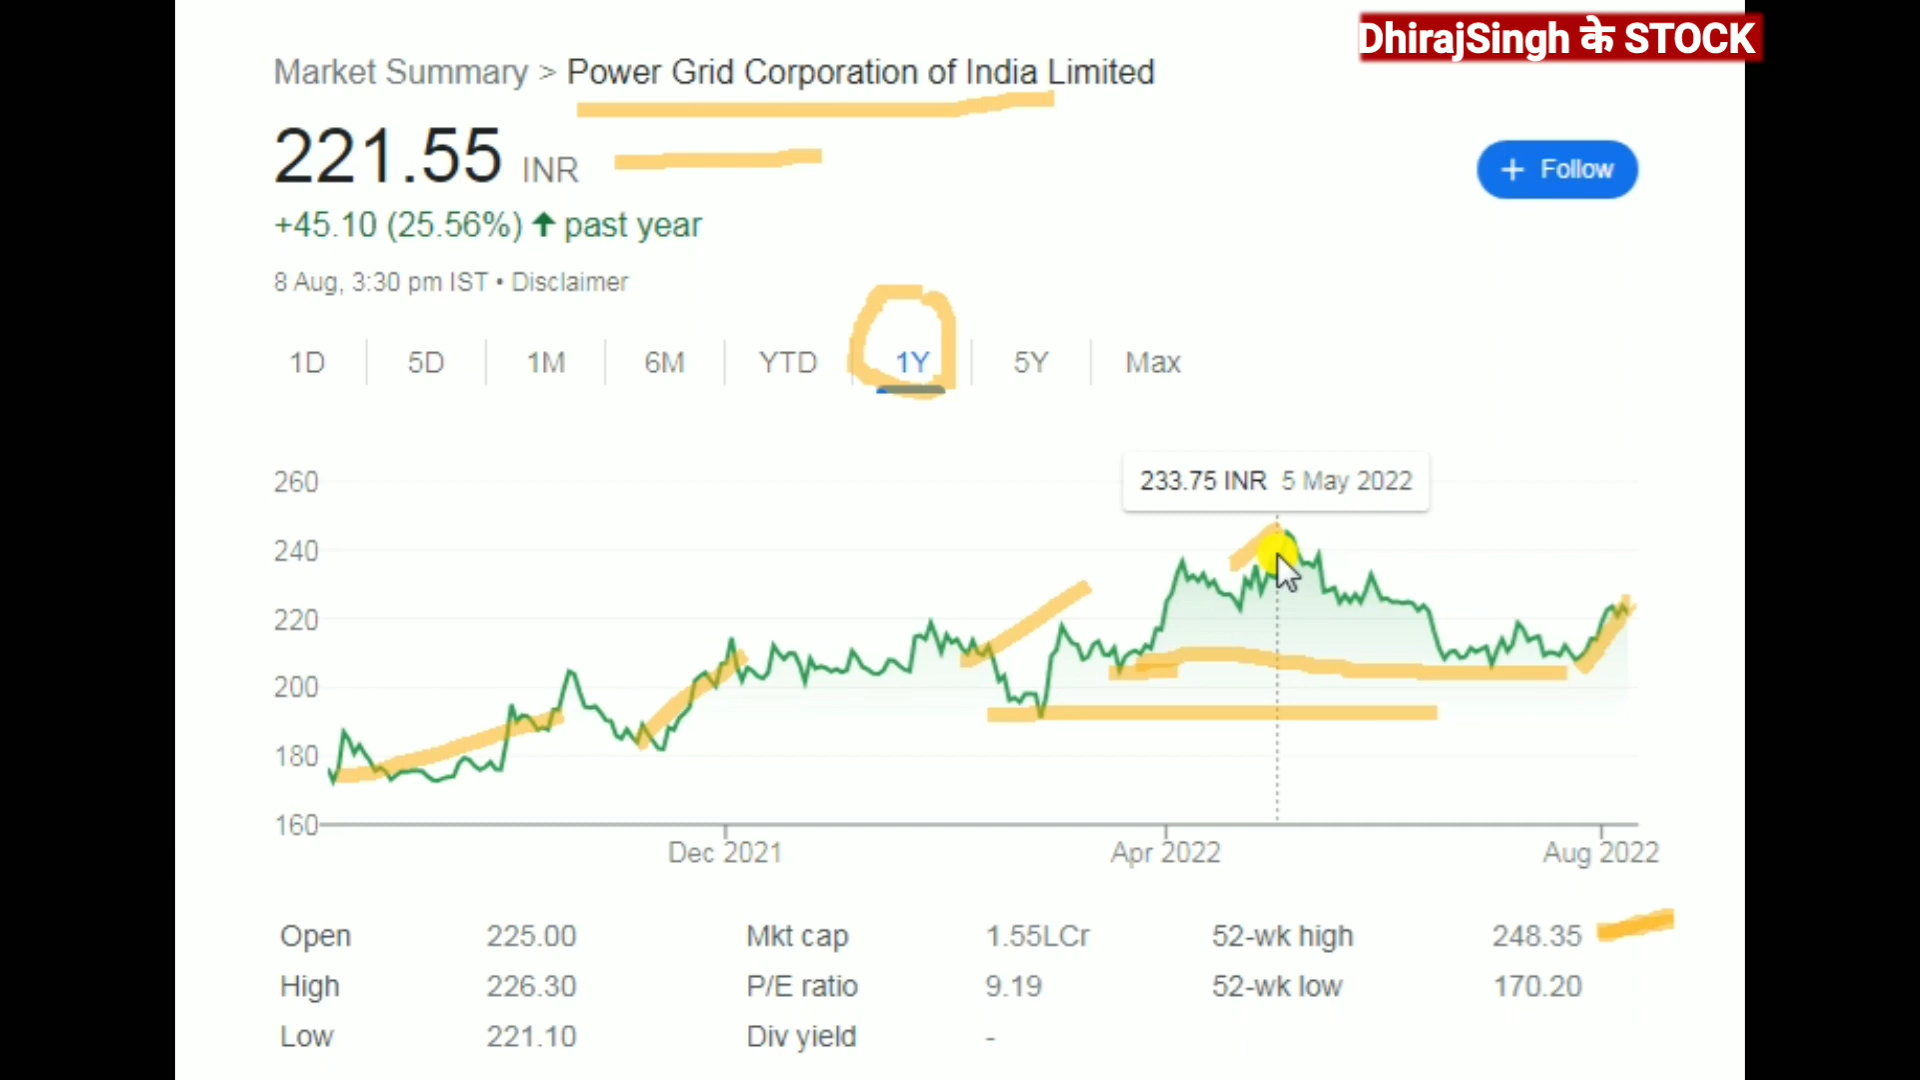 DhirajSingh के STOCK
Market Summary > Power Grid Corporation of India Limited
221.55 INR
+ Follow
+45.10 (25.56%) ↑ past year
8 Aug, 3:30 pm IST • Disclaimer
1D 5D 1M 6M YTD 1Y 5Y Max
233.75 INR 5 May 2022
260
240
220
200
180
160
Dec 2021 Apr 2022 Aug 2022
Open 225.00 Mkt cap 1.55LCr 52-wk high 248.35
High 226.30 P/E ratio 9.19 52-wk low 170.20
Low 221.10 Div yield -